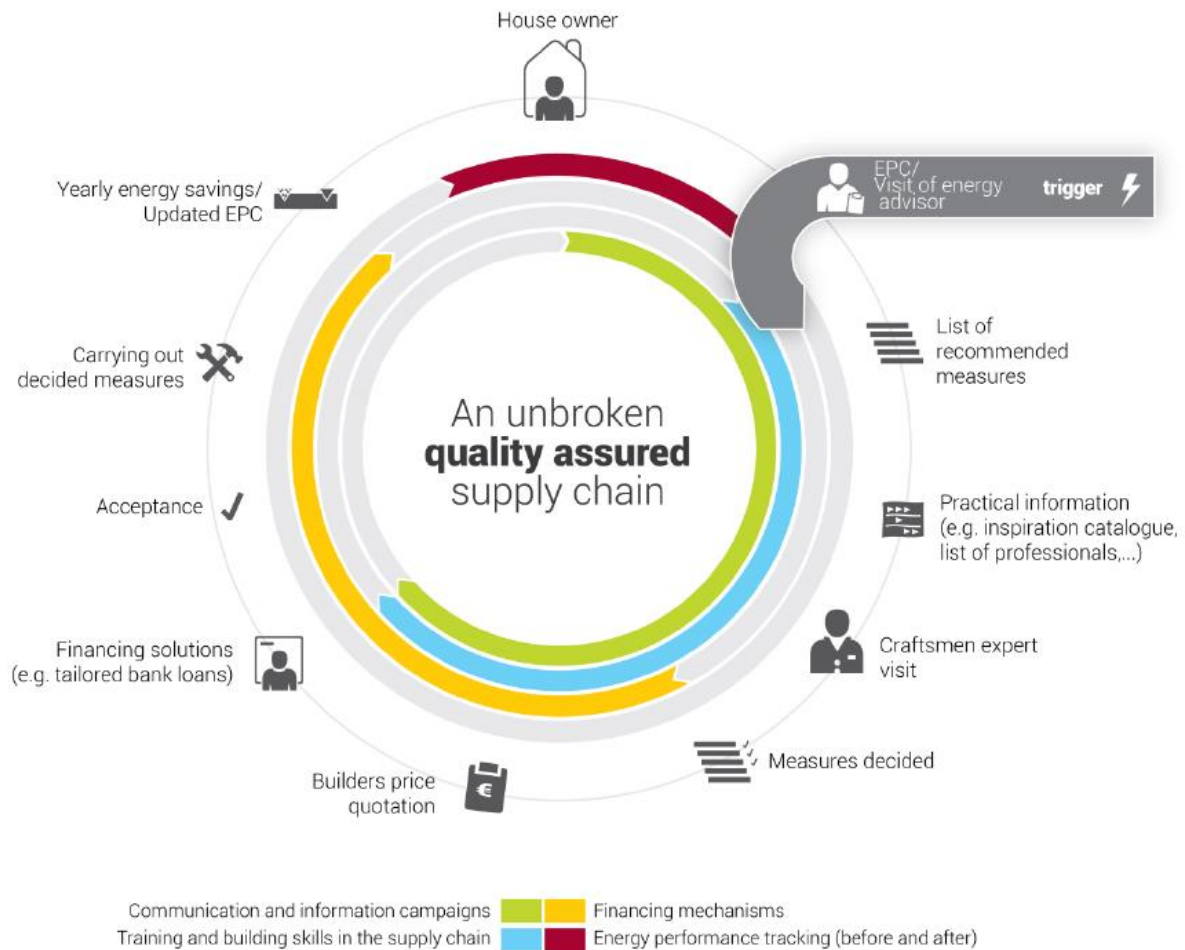 House owner
EPC/
Visit of energy
advisor
trigger
List of
recommended
measures
Practical information
(e.g. inspiration catalogue,
list of professionals,...)
Craftsmen expert
visit
Measures decided
Builders price
quotation
€
Financing solutions
(e.g. tailored bank loans)
Acceptance
Carrying out
decided measures
Yearly energy savings/
Updated EPC
An unbroken
quality assured
supply chain
Communication and information campaigns
Financing mechanisms
Training and building skills in the supply chain
Energy performance tracking (before and after)